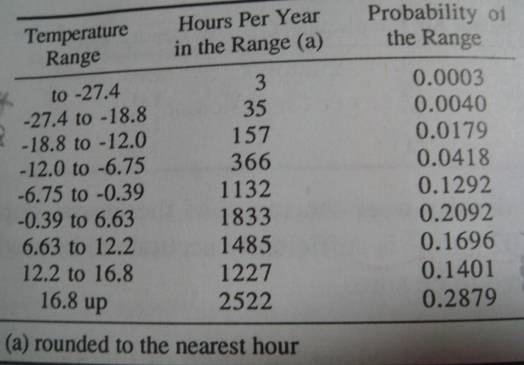 Temperature Range Hours Per Year in the Range (a) Probability of the Range
to -27.4 3 0.0003
-27.4 to -18.8 35 0.0040
-18.8 to -12.0 157 0.0179
-12.0 to -6.75 366 0.0418
-6.75 to -0.39 1132 0.1292
-0.39 to 6.63 1833 0.2092
6.63 to 12.2 1485 0.1696
12.2 to 16.8 1227 0.1401
16.8 up 2522 0.2879
(a) rounded to the nearest hour